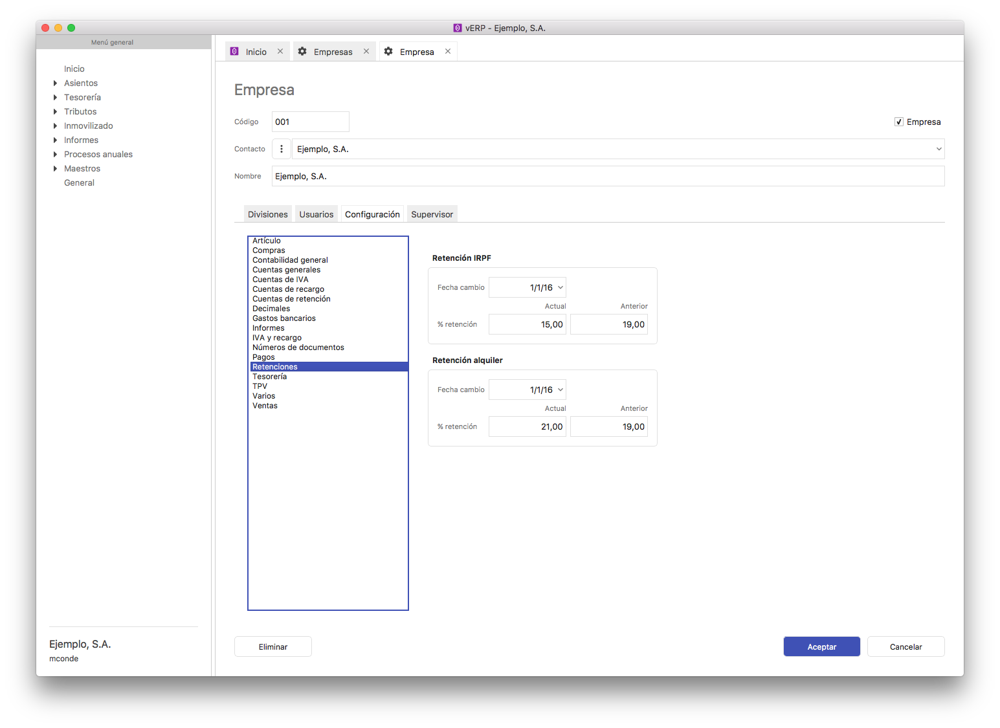 vERP - Ejemplo, S.A.
Menú general
Inicio
Asientos
Tesorería
Tributos
Inmovilizado
Informes
Procesos anuales
Maestros
General
Ejemplo, S.A.
mconde
Inicio Empresas Empresa
Empresa
Código 001 Empresa
Contacto Ejemplo, S.A.
Nombre Ejemplo, S.A.
Divisiones Usuarios Configuración Supervisor
Artículo
Compras
Contabilidad general
Cuentas generales
Cuentas de IVA
Cuentas de recargo
Cuentas de retención
Decimales
Gastos bancarios
Informes
IVA y recargo
Números de documentos
Pagos
Retenciones
Tesorería
TPV
Varios
Ventas
Retención IRPF
Fecha cambio 1/1/16
Actual Anterior
% retención 15,00 19,00
Retención alquiler
Fecha cambio 1/1/16
Actual Anterior
% retención 21,00 19,00
Eliminar Aceptar Cancelar